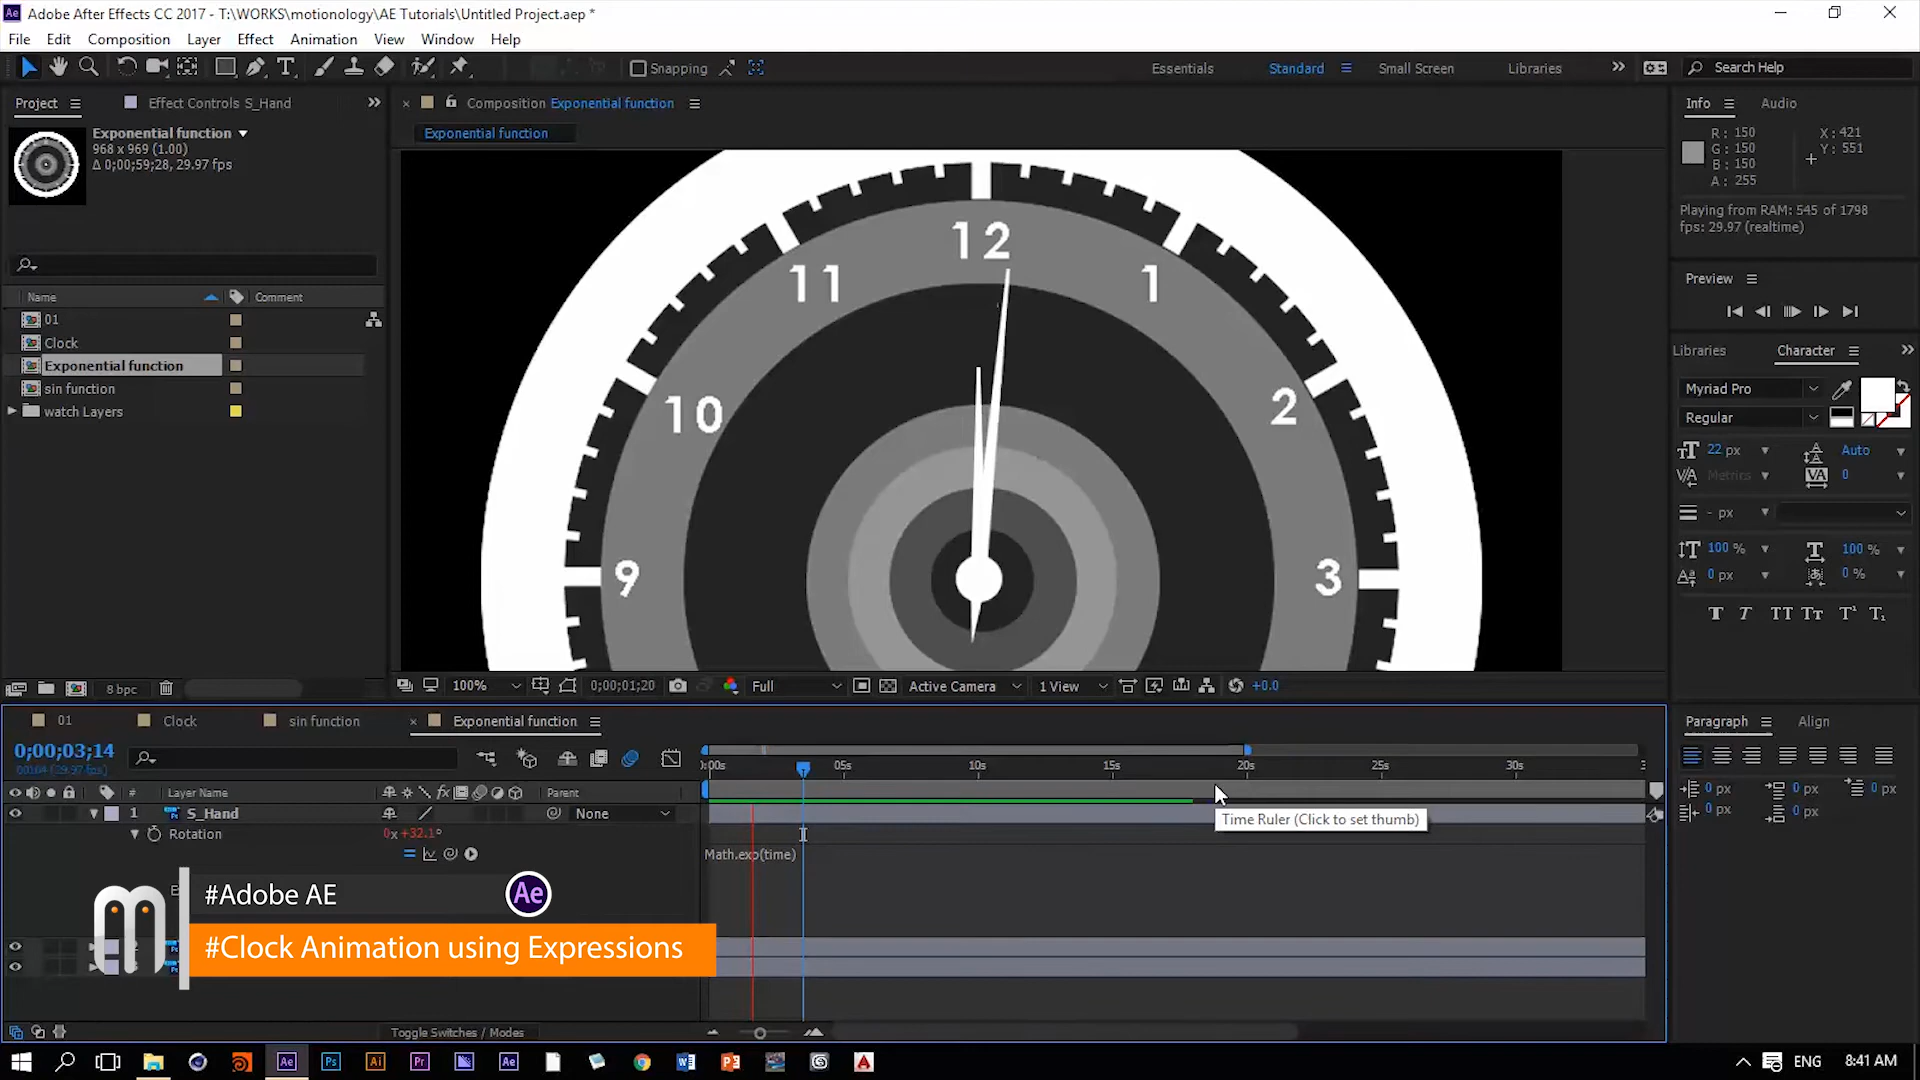 Adobe After Effects CC 2017 - T:\WORKS\motionology\AE Tutorials\Untitled Project.aep *
File Edit Composition Layer Effect Animation View Window Help
Snapping Essentials Standard Small Screen Libraries Search Help
Project Effect Controls S_Hand
Composition Exponential function
Info Audio
Exponential function
968 x 969 (1.00)
Δ 0;00;59;28, 29.97 fps
Exponential function
R : 150
G : 150
B : 150
A : 255
X : 421
Y : 551
Playing from RAM: 545 of 1798
fps: 29.97 (realtime)
Preview
Name Comment
01
Clock
Exponential function
sin function
watch Layers
12
11
1
10
2
9
3
Libraries Character
Myriad Pro
Regular
22 px Auto
Metrics 0
- px
100 % 100 %
0 px 0 %
8 bpc
100% 0;00;01;20 Full Active Camera 1 View +0.0
01 Clock sin function Exponential function
0;00;03;14
05s 10s 15s 20s 25s 30s
# Layer Name Parent
1 S_Hand None
Rotation 0x +32.1°
Math.exp(time)
Time Ruler (Click to set thumb)
Toggle Switches / Modes
Paragraph Align
0 px 0 px 0 px
0 px 0 px
#Adobe AE Ae
#Clock Animation using Expressions
Ae Ps Ai Pr Ae
ENG 8:41 AM